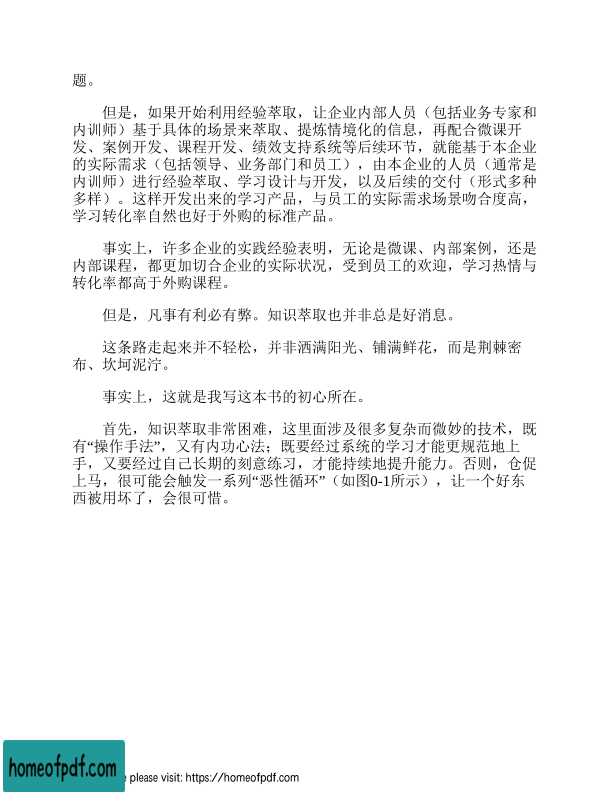 题。
但是，如果开始利用经验萃取，让企业内部人员（包括业务专家和
内训师）基于具体的场景来萃取、提炼情境化的信息，再配合微课开
发、案例开发、课程开发、绩效支持系统等后续环节，就能基于本企业
的实际需求（包括领导、业务部门和员工），由本企业的人员（通常是
内训师）进行经验萃取、学习设计与开发，以及后续的交付（形式多种
多样）。这样开发出来的学习产品，与员工的实际需求场景吻合度高，
学习转化率自然也好于外购的标准产品。
事实上，许多企业的实践经验表明，无论是微课、内部案例，还是
内部课程，都更加切合企业的实际状况，受到员工的欢迎，学习热情与
转化率都高于外购课程。
但是，凡事有利必有弊。知识萃取也并非总是好消息。
这条路走起来并不轻松，并非洒满阳光、铺满鲜花，而是荆棘密
布、坎坷泥泞。
事实上，这就是我写这本书的初心所在。
首先，知识萃取非常困难，这里面涉及很多复杂而微妙的技术，既
有“操作手法”，又有内功心法；既要经过系统的学习才能更规范地上
手，又要经过自己长期的刻意练习，才能持续地提升能力。否则，仓促
上马，很可能会触发一系列“恶性循环”（如图0-1所示），让一个好东
西被用坏了，会很可惜。
homeofpdf.com
e please visit: https://homeofpdf.com